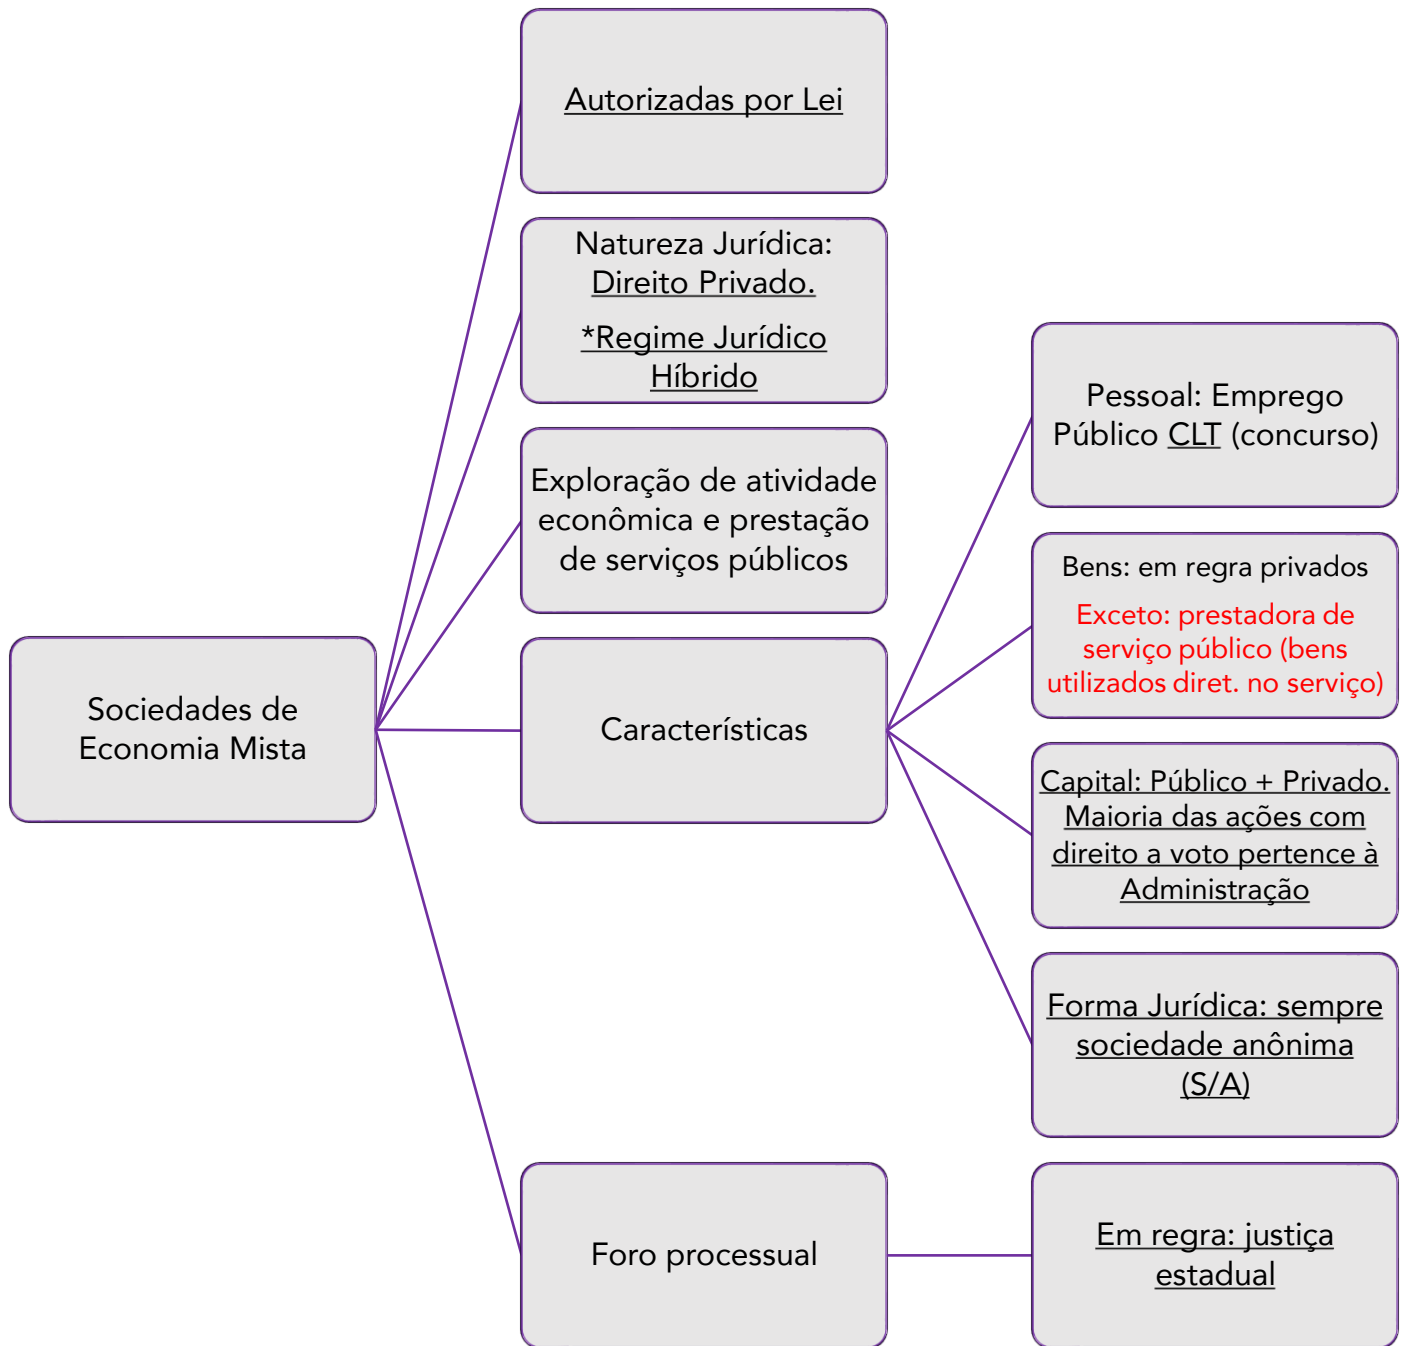 Autorizadas por Lei
Natureza Jurídica:
Direito Privado.
*Regime Jurídico
Híbrido
Exploração de atividade
econômica e prestação
de serviços públicos
Sociedades de
Economia Mista
Características
Pessoal: Emprego
Público CLT (concurso)
Bens: em regra privados
Exceto: prestadora de
serviço público (bens
utilizados diret. no serviço)
Capital: Público + Privado.
Maioria das ações com
direito a voto pertence à
Administração
Forma Jurídica: sempre
sociedade anônima
(S/A)
Foro processual
Em regra: justiça
estadual